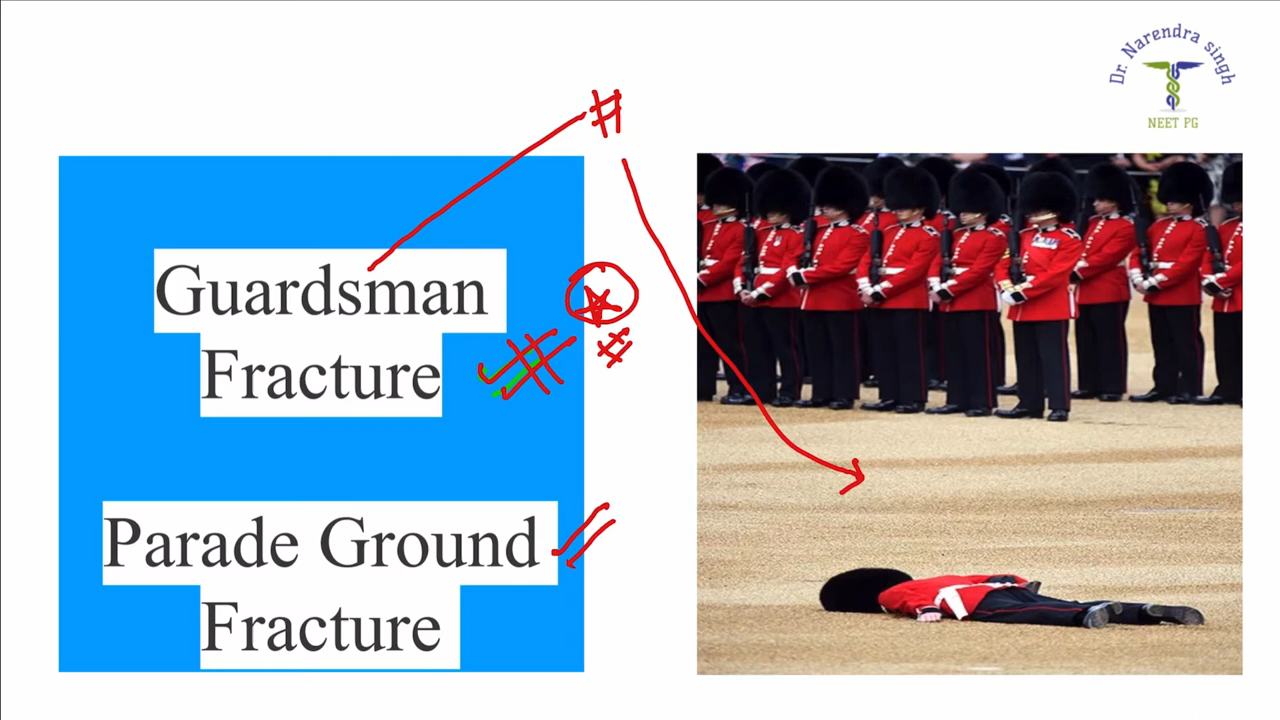 Dr. Narendra singh
NEET PG
#
Guardsman
Fracture
#
#
Parade Ground
Fracture